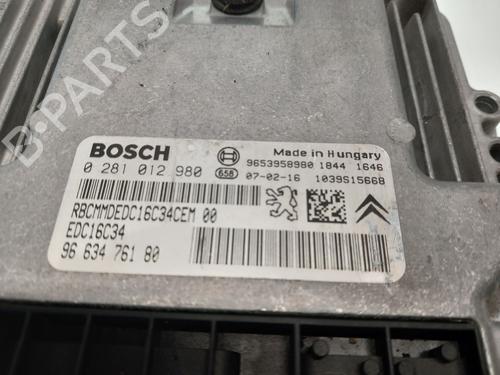 B-PARTS
BOSCH
Made in Hungary
0 281 012 980
658
9653958980 1844 1646
07-02-16 1039S15668
RBCMMDEDC16C34CEM 00
EDC16C34
96 634 761 80